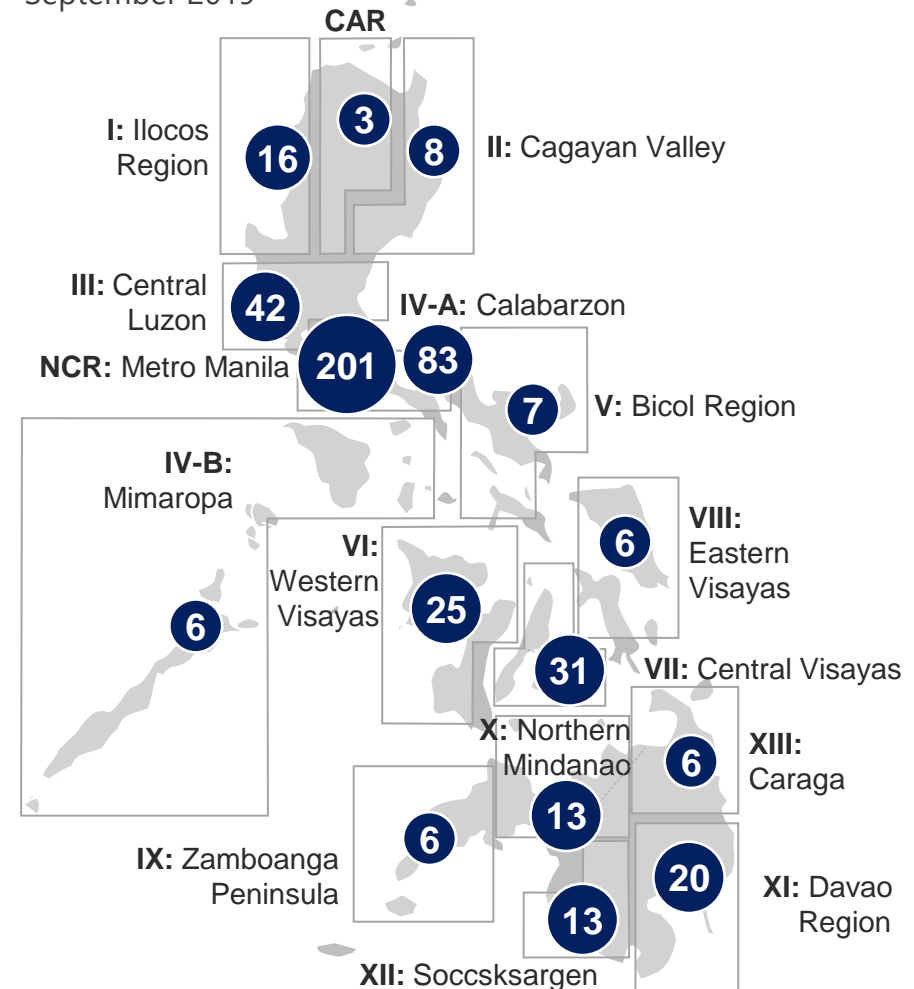 September 2019
CAR
3
I: Ilocos
Region
16
8
II: Cagayan Valley
III: Central
Luzon
42
IV-A: Calabarzon
NCR: Metro Manila
201
83
7
V: Bicol Region
IV-B:
Mimaropa
6
VI:
Western
Visayas
25
6
VIII:
Eastern
Visayas
31
VII: Central Visayas
X: Northern
Mindanao
13
6
XIII:
Caraga
IX: Zamboanga
Peninsula
6
20
XI: Davao
Region
13
XII: Soccsksargen